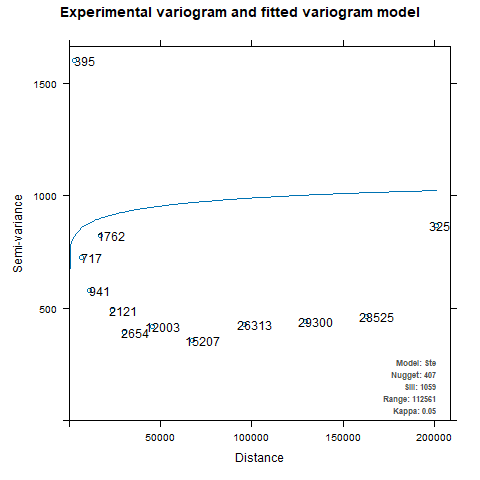 Experimental variogram and fitted variogram model
1500
1000
500
Semi-variance
395
1762
717
941
2121
2654
12003
15207
26313
29300
28525
325
Model: Ste
Nugget: 407
Sill: 1059
Range: 112561
Kappa: 0.05
50000 100000 150000 200000
Distance